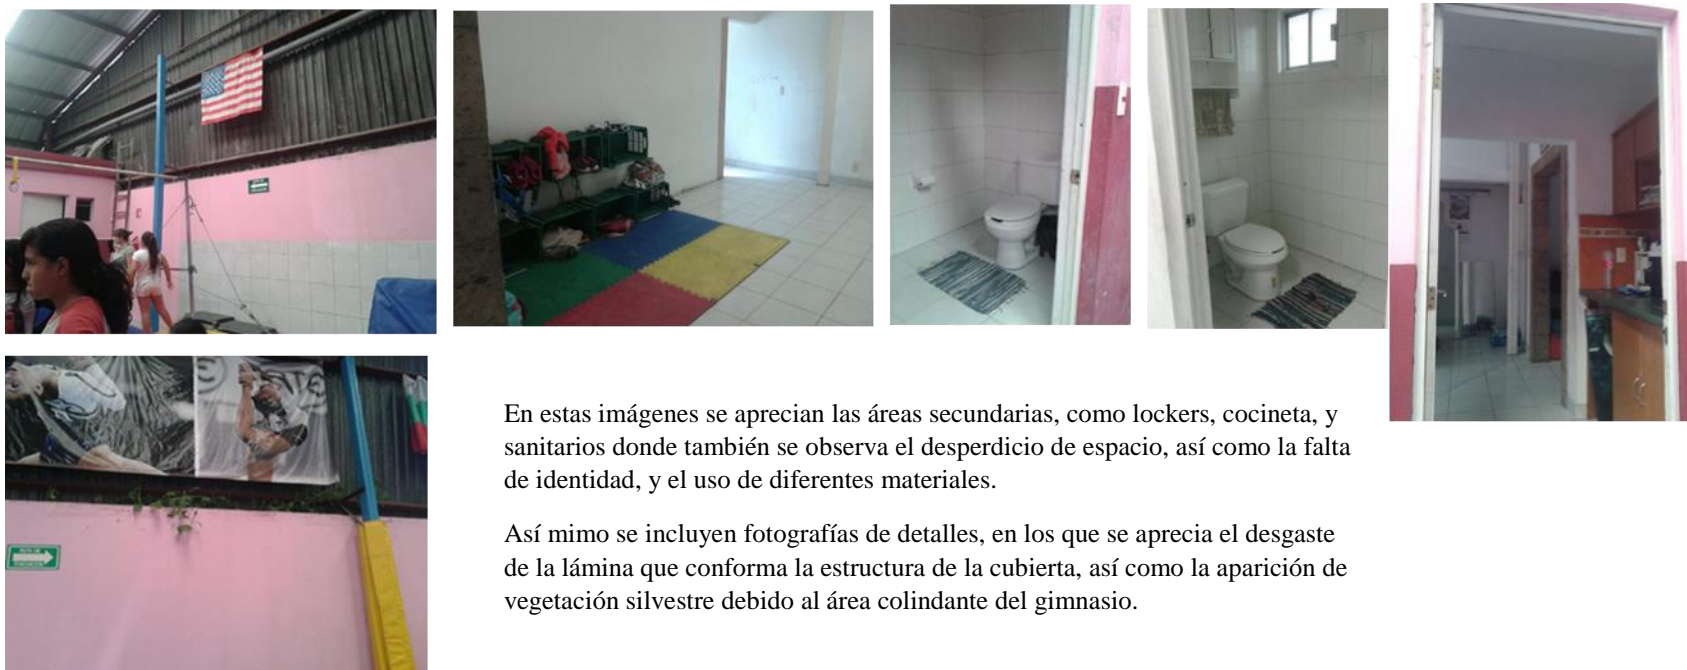 En estas imágenes se aprecian las áreas secundarias, como lockers, cocineta, y
sanitarios donde también se observa el desperdicio de espacio, así como la falta
de identidad, y el uso de diferentes materiales.
Así mimo se incluyen fotografías de detalles, en los que se aprecia el desgaste
de la lámina que conforma la estructura de la cubierta, así como la aparición de
vegetación silvestre debido al área colindante del gimnasio.